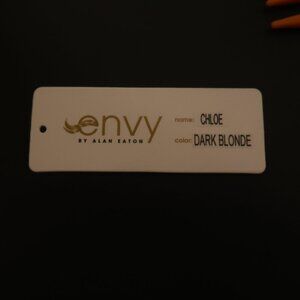 envy
BY ALAN EATON
name: CHLOE
color: DARK BLONDE